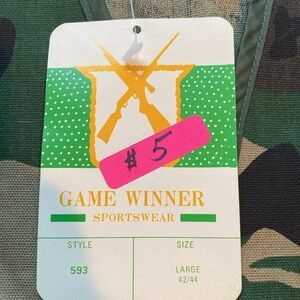 # 5
GAME WINNER
SPORTSWEAR
STYLE
SIZE
593
LARGE
42/44